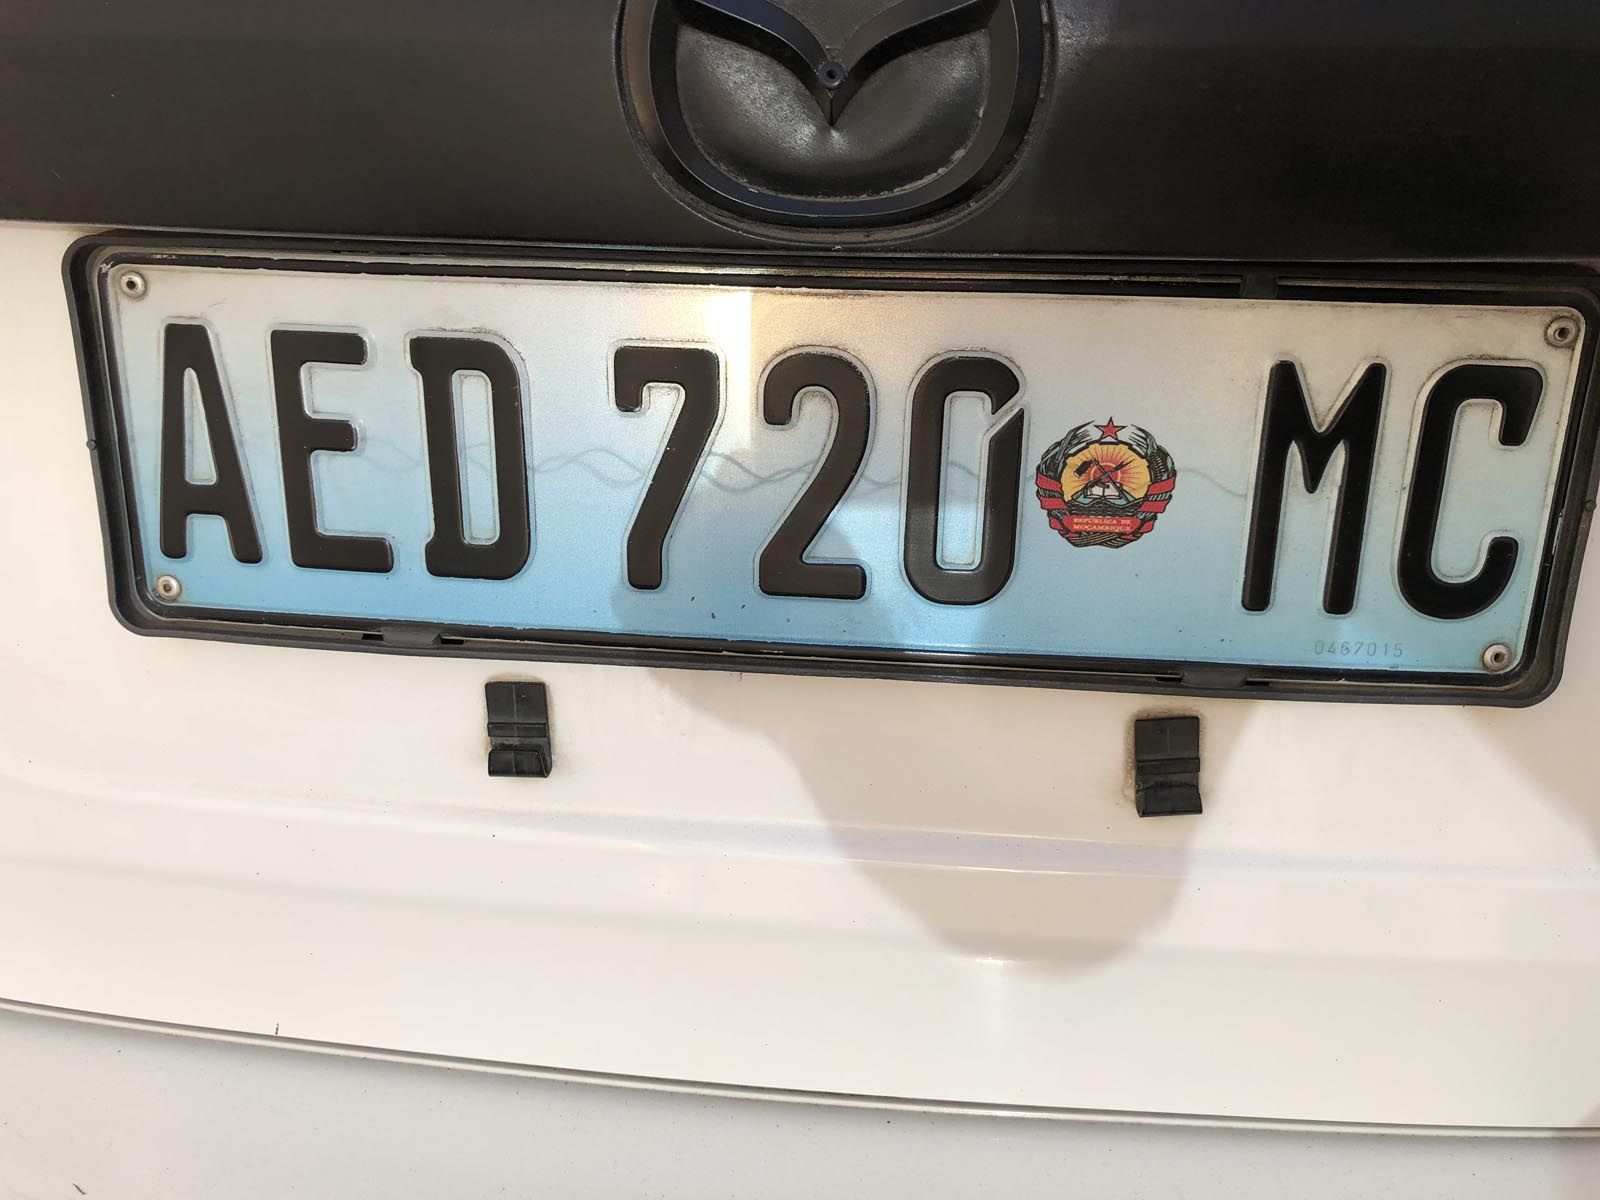 AED 720 MC
REPÚBLICA DE
MOÇAMBIQUE
0467015